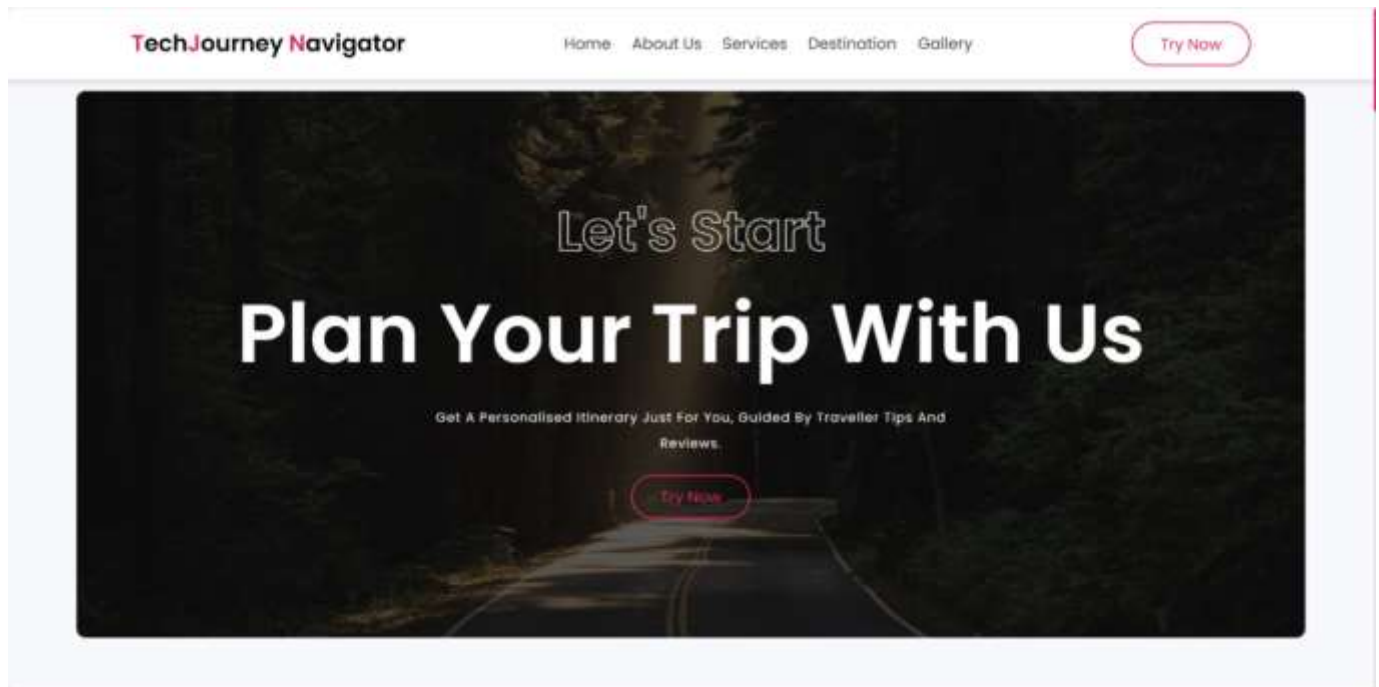 TechJourney Navigator
Home About Us Services Destination Gallery
Try Now
Let's Start
Plan Your Trip With Us
Get A Personalised Itinerary Just For You, Guided By Traveller Tips And
Reviews.
Try Now